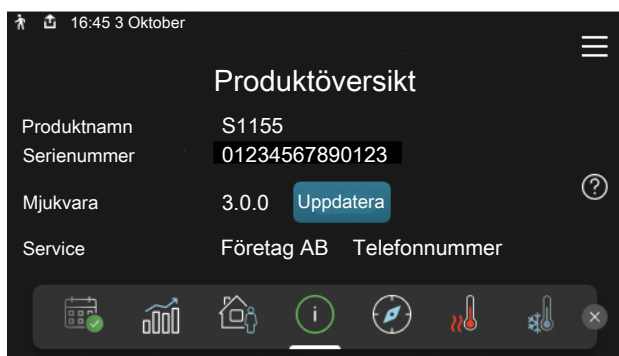 16:45 3 Oktober
Produktöversikt
Produktnamn S1155
Serienummer 01234567890123
Mjukvara 3.0.0 Uppdatera
Service Företag AB Telefonnummer